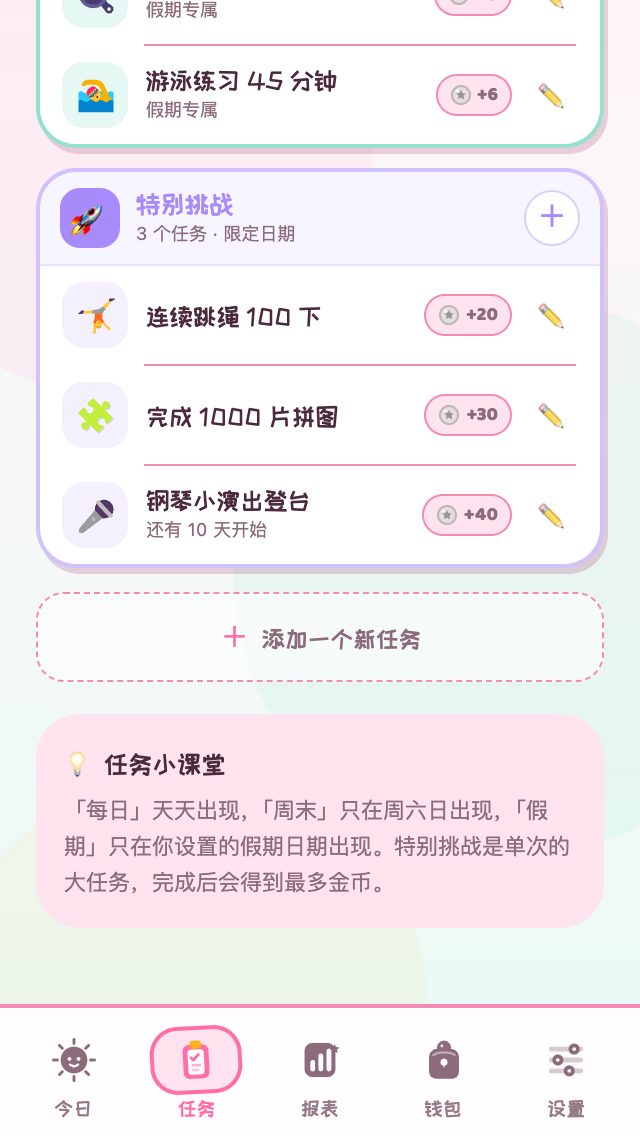 假期专属
游泳练习 45 分钟
+6
假期专属
特别挑战
3 个任务 · 限定日期
连续跳绳 100 下
+20
完成 1000 片拼图
+30
钢琴小演出登台
+40
还有 10 天开始
添加一个新任务
任务小课堂
「每日」天天出现，「周末」只在周六日出现，「假
期」只在你设置的假期日期出现。特别挑战是单次的
大任务，完成后会得到最多金币。
今日
任务
报表
钱包
设置